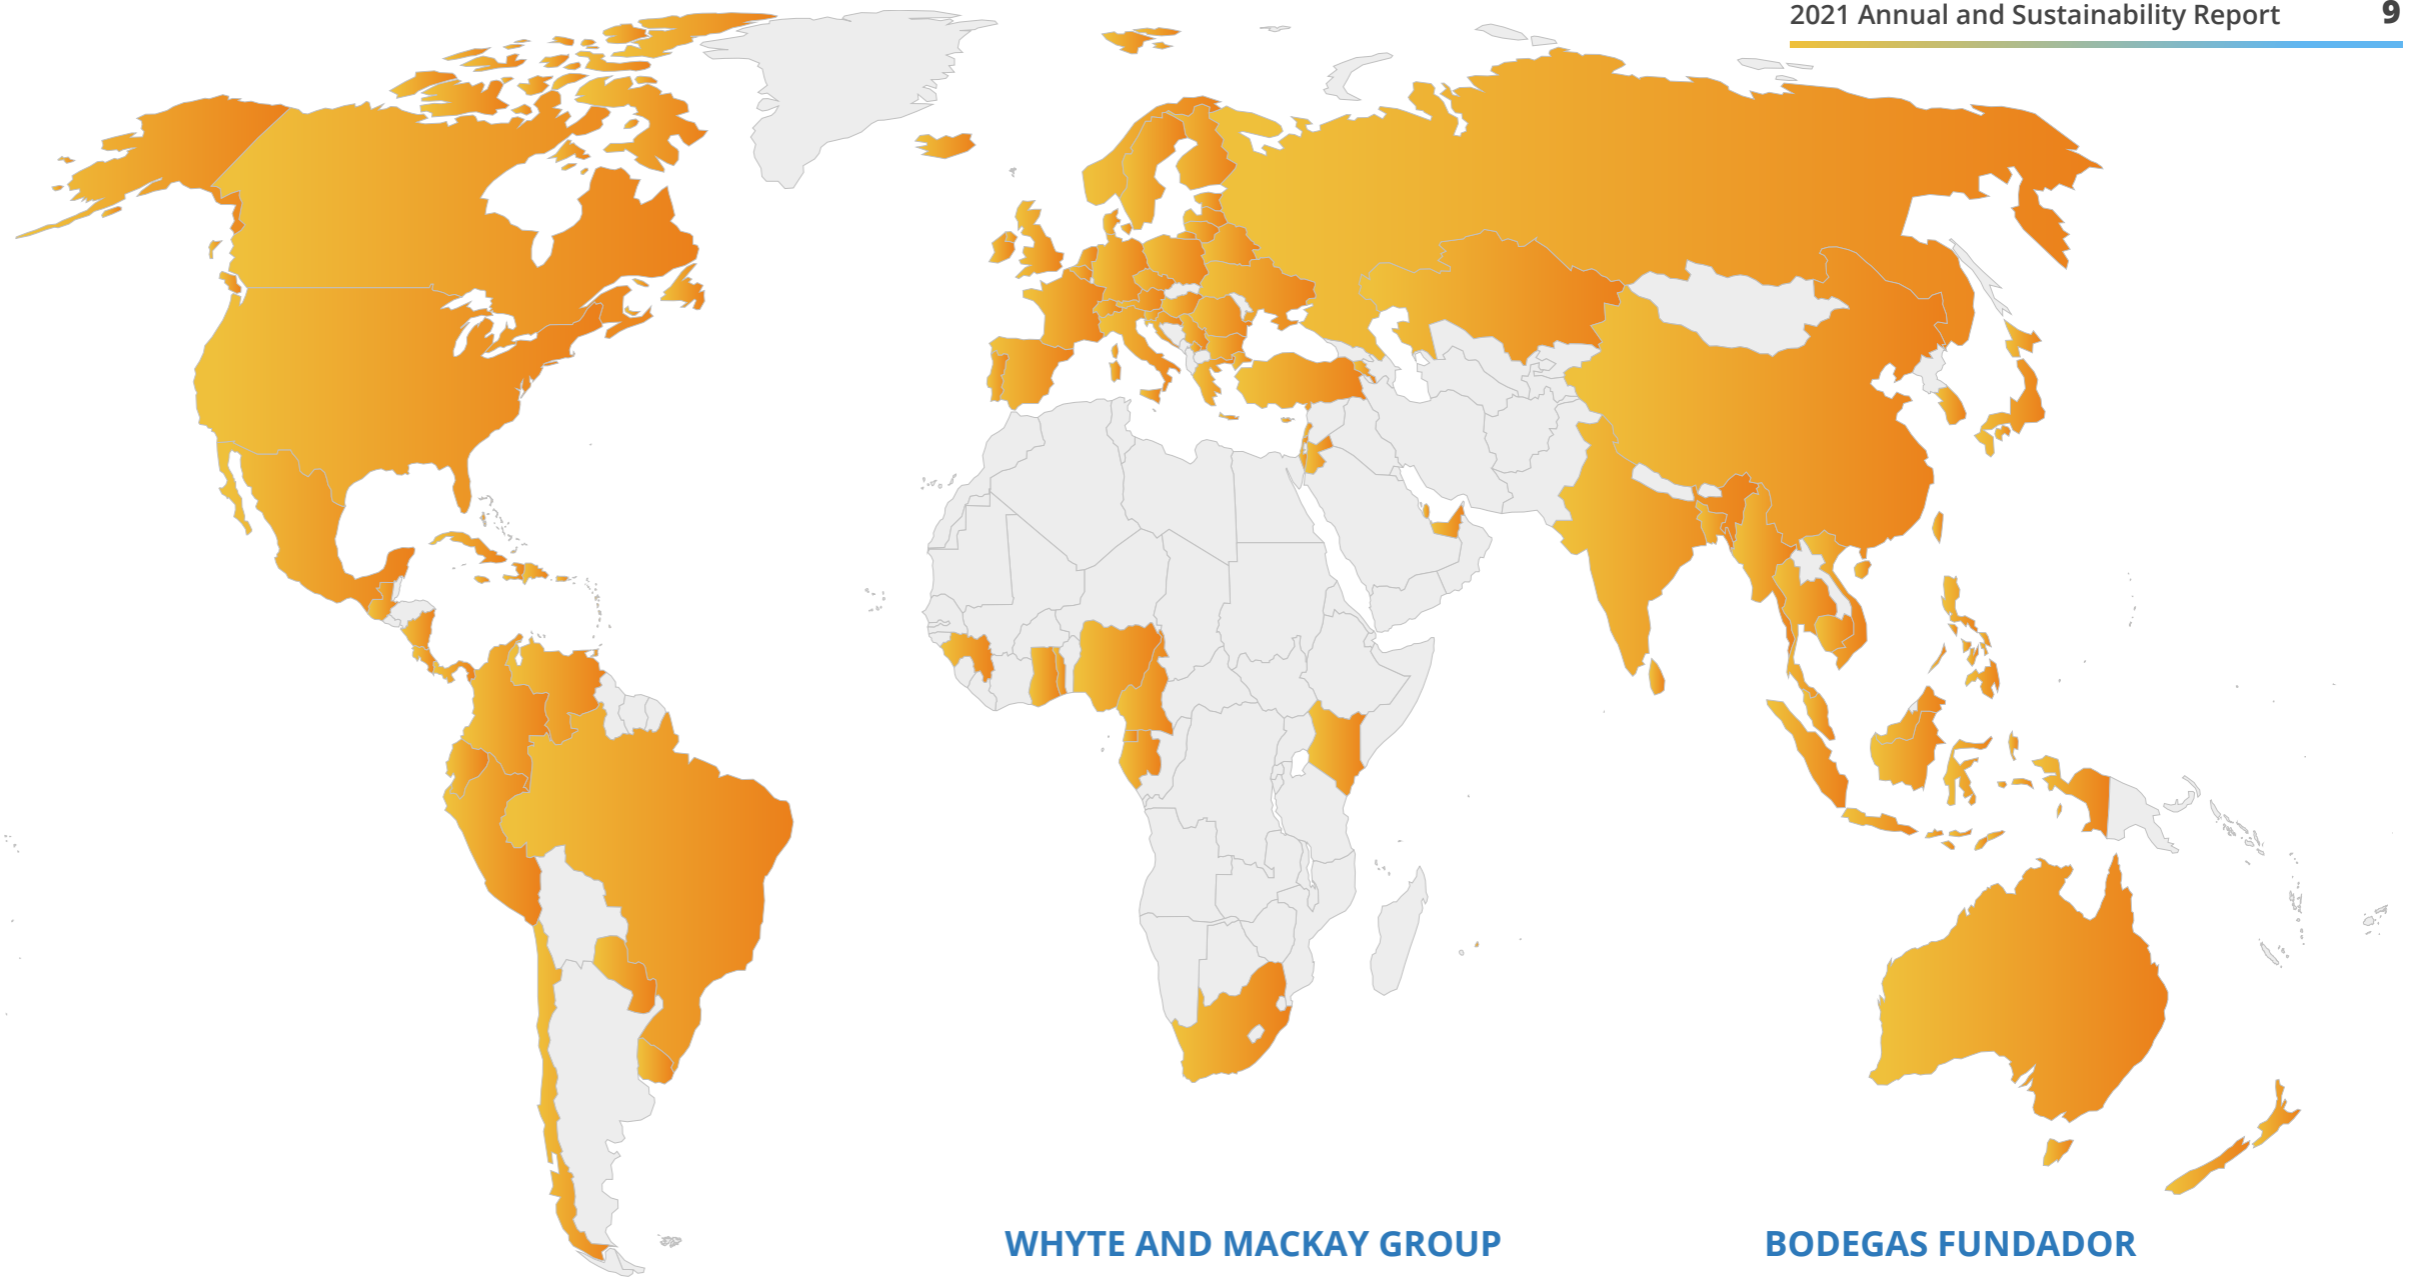 2021 Annual and Sustainability Report 9
WHYTE AND MACKAY GROUP
BODEGAS FUNDADOR